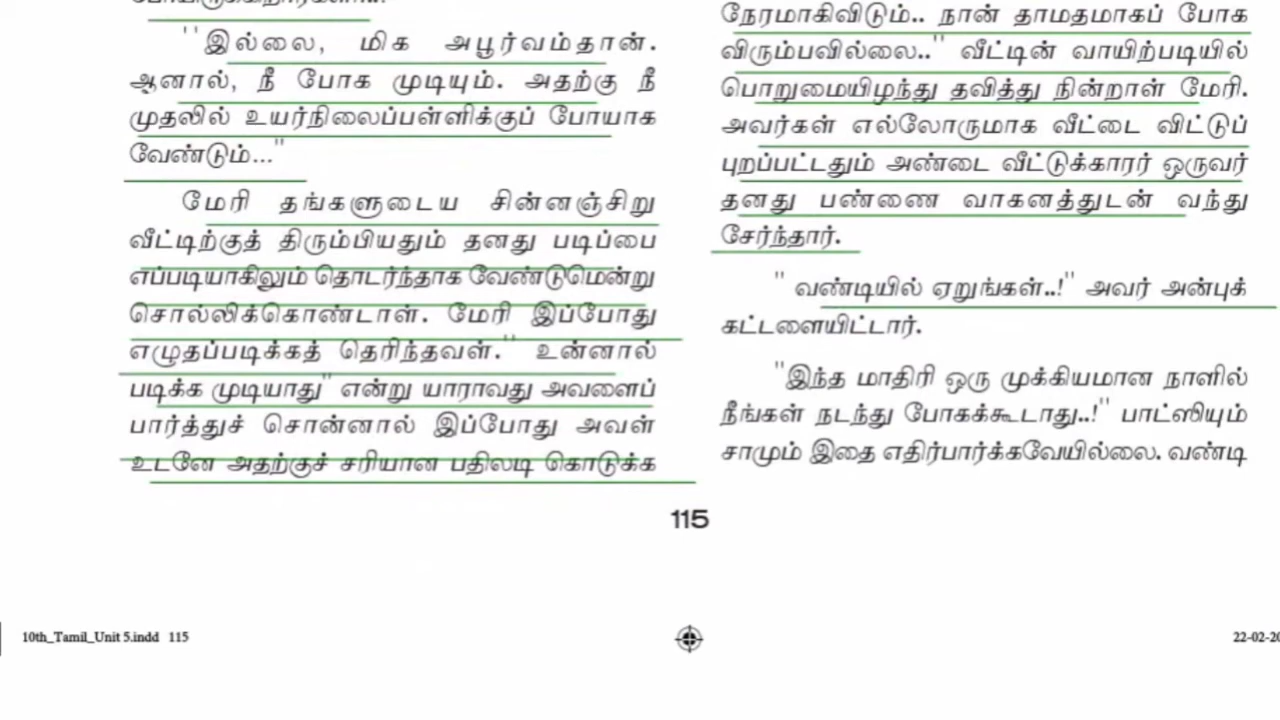 ''இல்லை, மிக அபூர்வம்தான்.
ஆனால், நீ போக முடியும். அதற்கு நீ
முதலில் உயர்நிலைப்பள்ளிக்குப் போயாக
வேண்டும்..."
மேரி தங்களுடைய சின்னஞ்சிறு
வீட்டிற்குத் திரும்பியதும் தனது படிப்பை
எப்படியாகிலும் தொடர்ந்தாக வேண்டுமென்று
சொல்லிக்கொண்டாள். மேரி இப்போது
எழுதப்படிக்கத் தெரிந்தவள்." உன்னால்
படிக்க முடியாது" என்று யாராவது அவளைப்
பார்த்துச் சொன்னால் இப்போது அவள்
உடனே அதற்குச் சரியான பதிலடி கொடுக்க
நேரமாகிவிடும்.. நான் தாமதமாகப் போக
விரும்பவில்லை.." வீட்டின் வாயிற்படியில்
பொறுமையிழந்து தவித்து நின்றாள் மேரி.
அவர்கள் எல்லோருமாக வீட்டை விட்டுப்
புறப்பட்டதும் அண்டை வீட்டுக்காரர் ஒருவர்
தனது பண்ணை வாகனத்துடன் வந்து
சேர்ந்தார்.
" வண்டியில் ஏறுங்கள்..!" அவர் அன்புக்
கட்டளையிட்டார்.
"இந்த மாதிரி ஒரு முக்கியமான நாளில்
நீங்கள் நடந்து போகக்கூடாது..!" பாட்ஸியும்
சாமும் இதை எதிர்பார்க்கவேயில்லை. வண்டி
115
10th_Tamil_Unit 5.indd 115
22-02-20